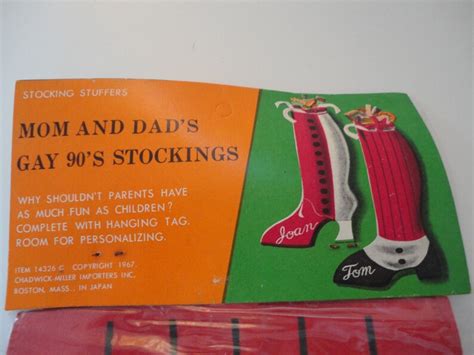 STOCKING STUFFERS
MOM AND DAD'S
GAY 90'S STOCKINGS
WHY SHOULDN'T PARENTS HAVE
AS MUCH FUN AS CHILDREN?
COMPLETE WITH HANGING TAG.
ROOM FOR PERSONALIZING.
ITEM 14326 G COPYRIGHT 1967.
CHADWICK-MILLER IMPORTERS INC.
BOSTON, MASS., IN JAPAN
Joan
Tom